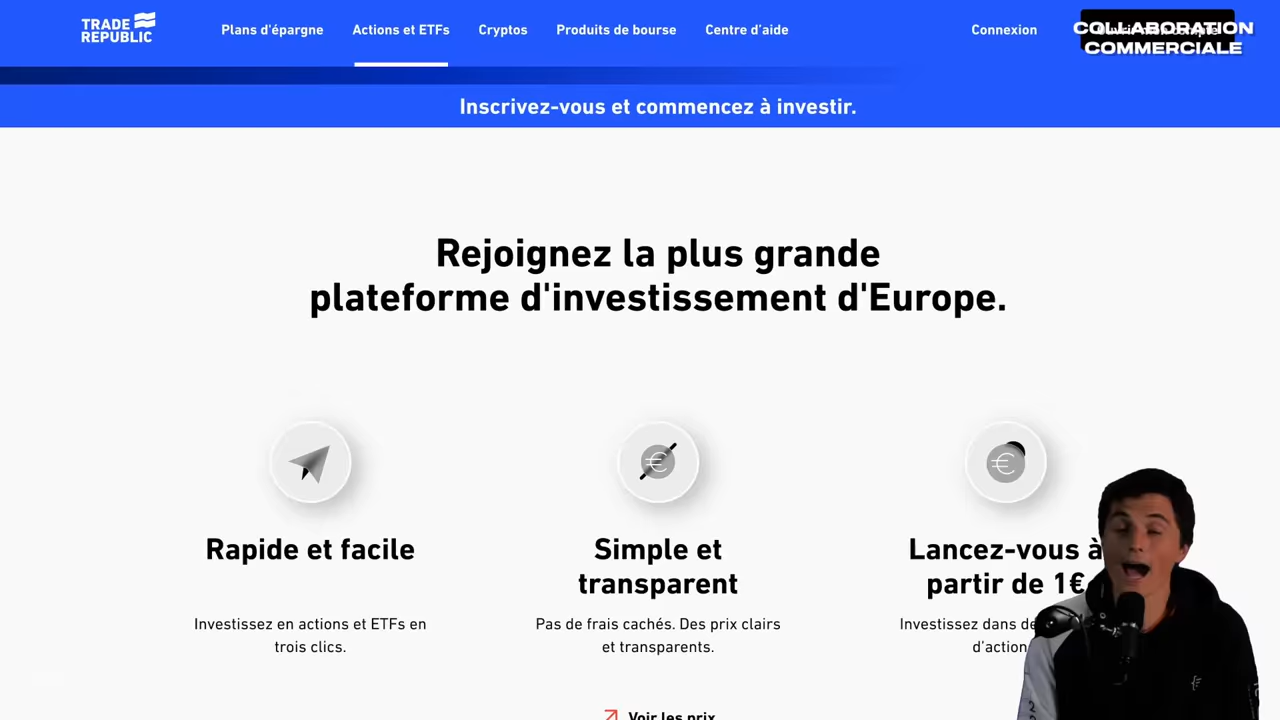 TRADE
REPUBLIC
Plans d'épargne
Actions et ETFs
Cryptos
Produits de bourse
Centre d'aide
Connexion
COLLABORATION
COMMERCIALE
Inscrivez-vous et commencez à investir.
Rejoignez la plus grande
plateforme d'investissement d'Europe.
Rapide et facile
Investissez en actions et ETFs en
trois clics.
Simple et
transparent
Pas de frais cachés. Des prix clairs
et transparents.
Lancez-vous à
partir de 1€
Investissez dans
d'action
Voir les prix